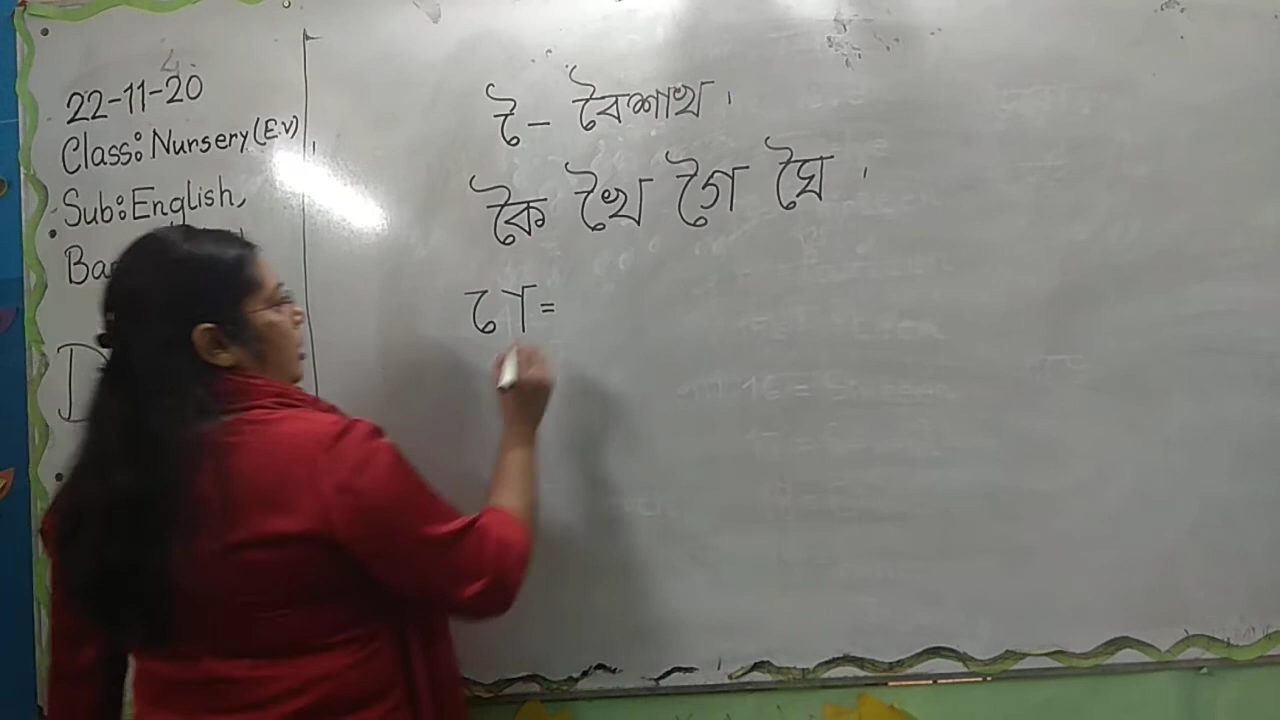 22-11-20
Class: Nursery (E.V)
Sub: English,
ৈ - বৈশাখ ।
কৈ খৈ গৈ ঘৈ ।
ো =